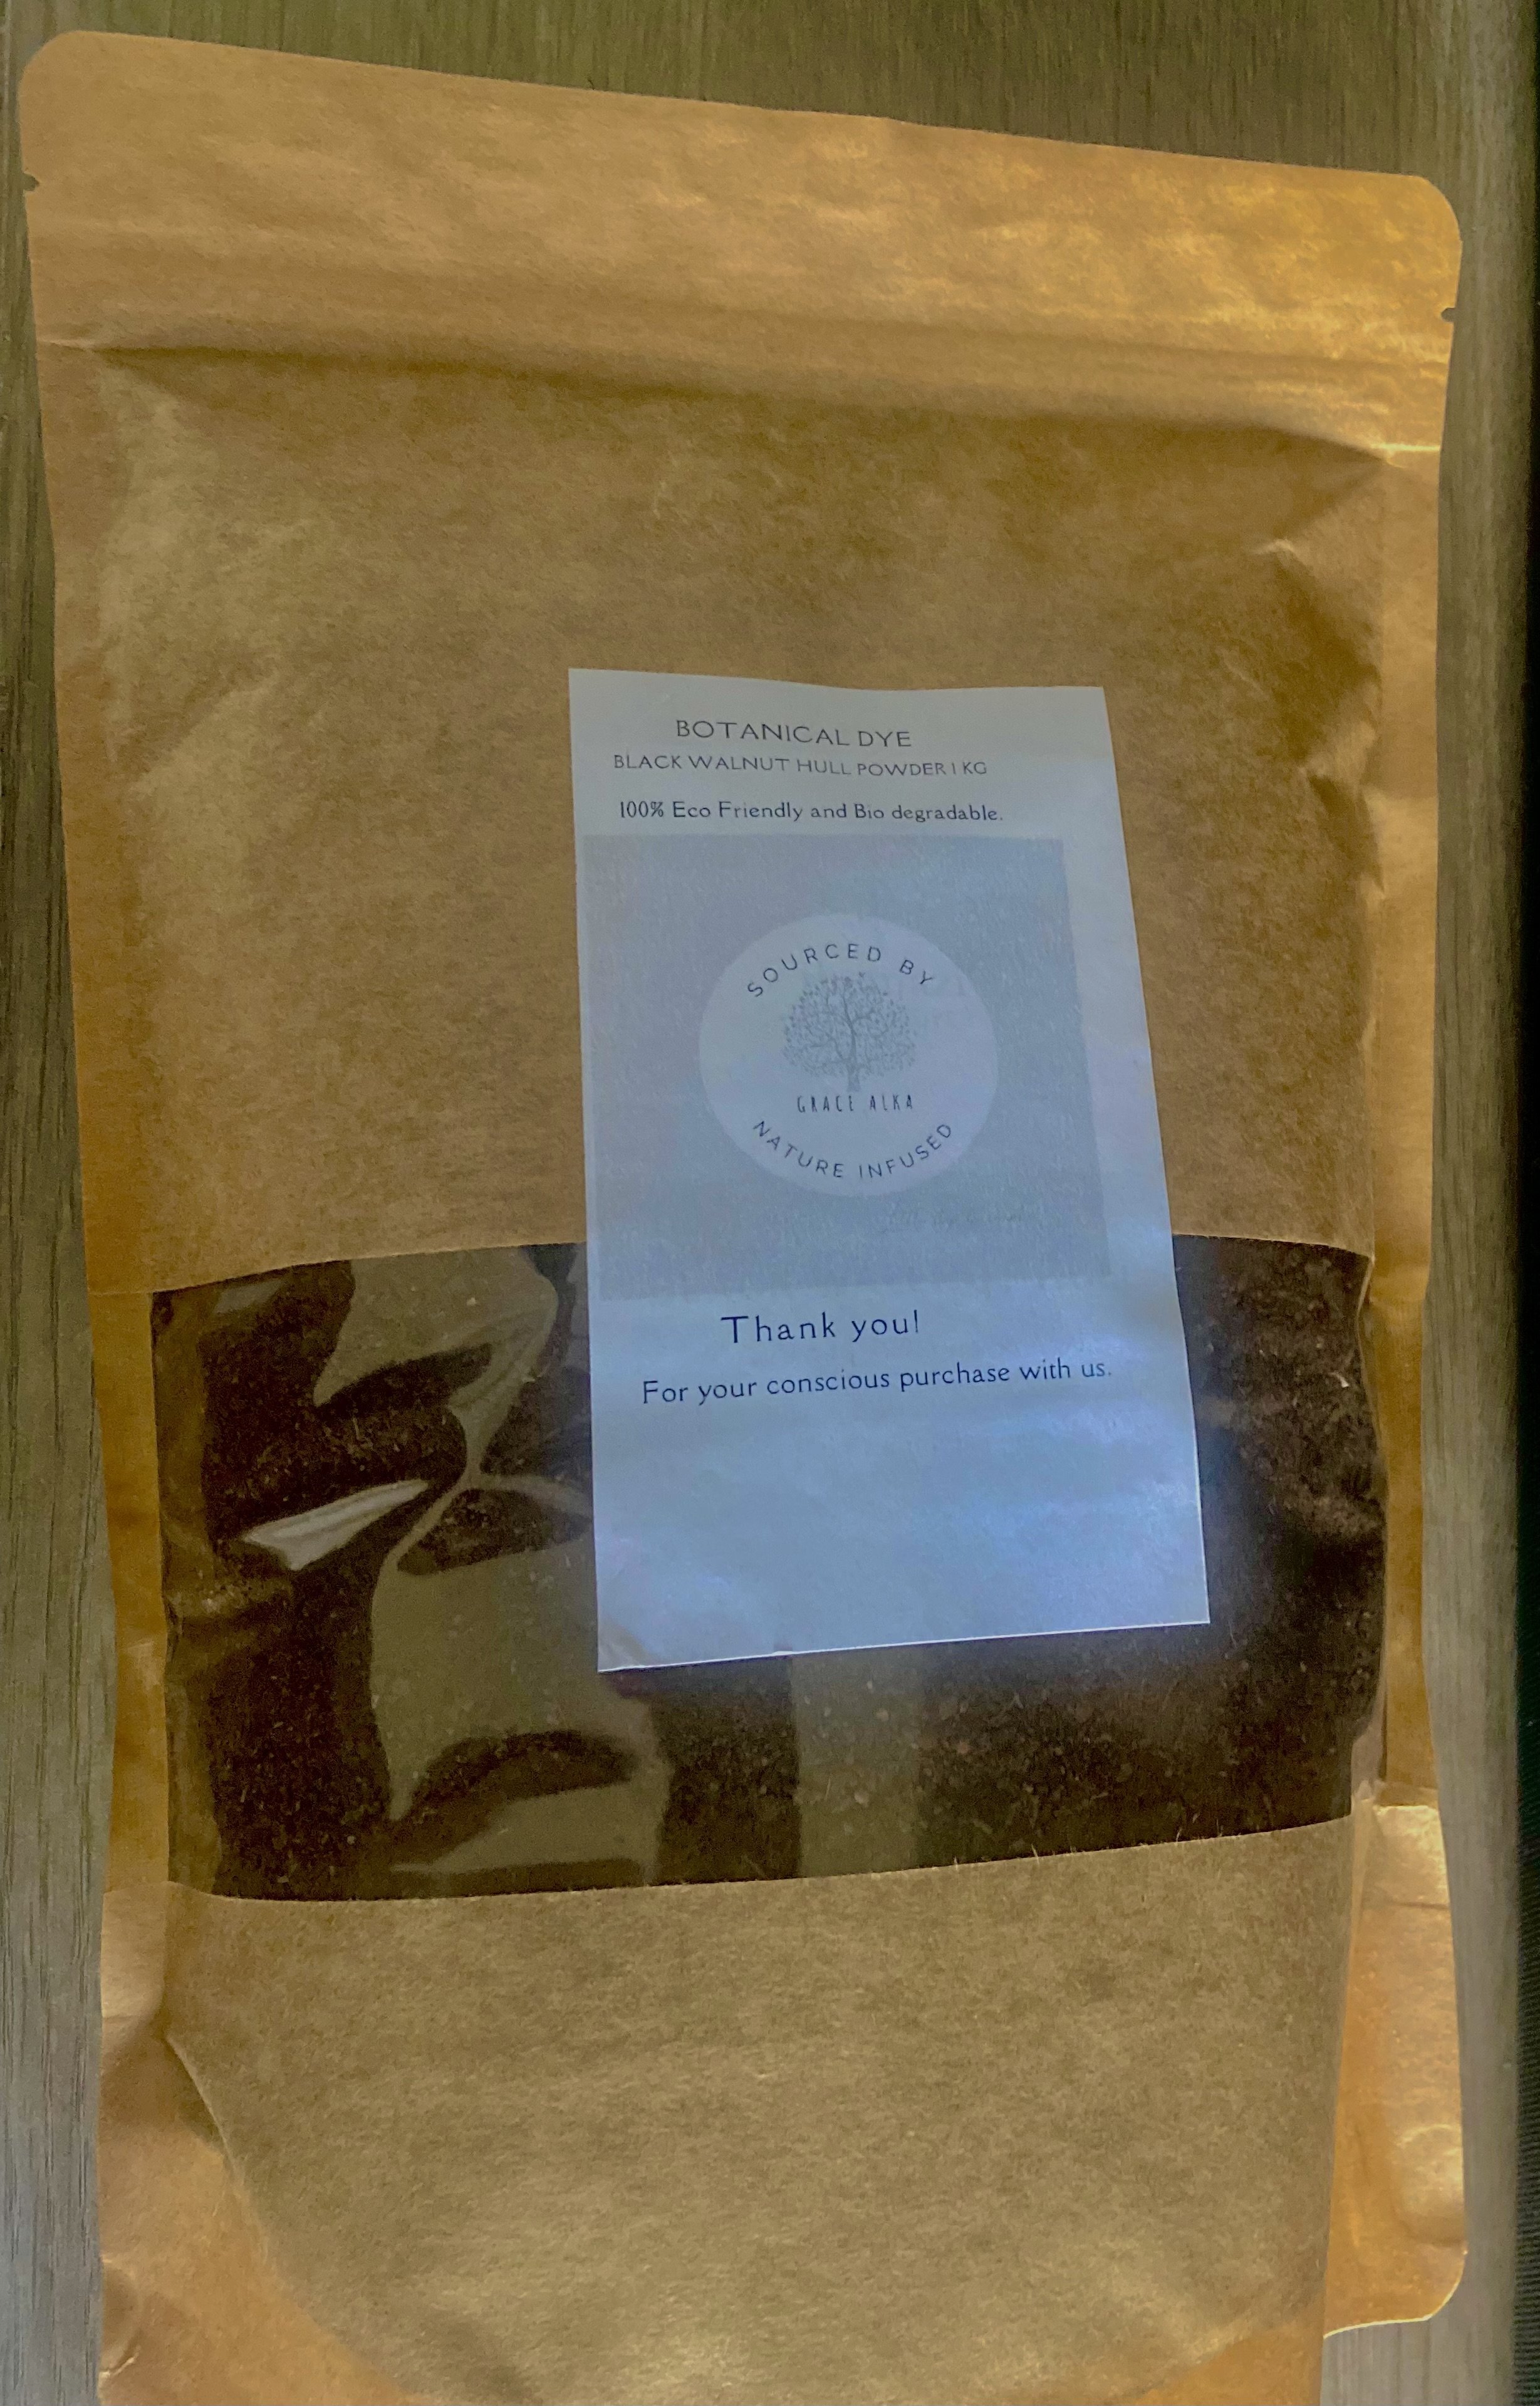 BOTANICAL DYE
BLACK WALNUT HULL POWDER 1 KG
100% Eco Friendly and Bio degradable.
SOURCED BY
GRACE ALKA
NATURE INFUSED
Thank you!
For your conscious purchase with us.